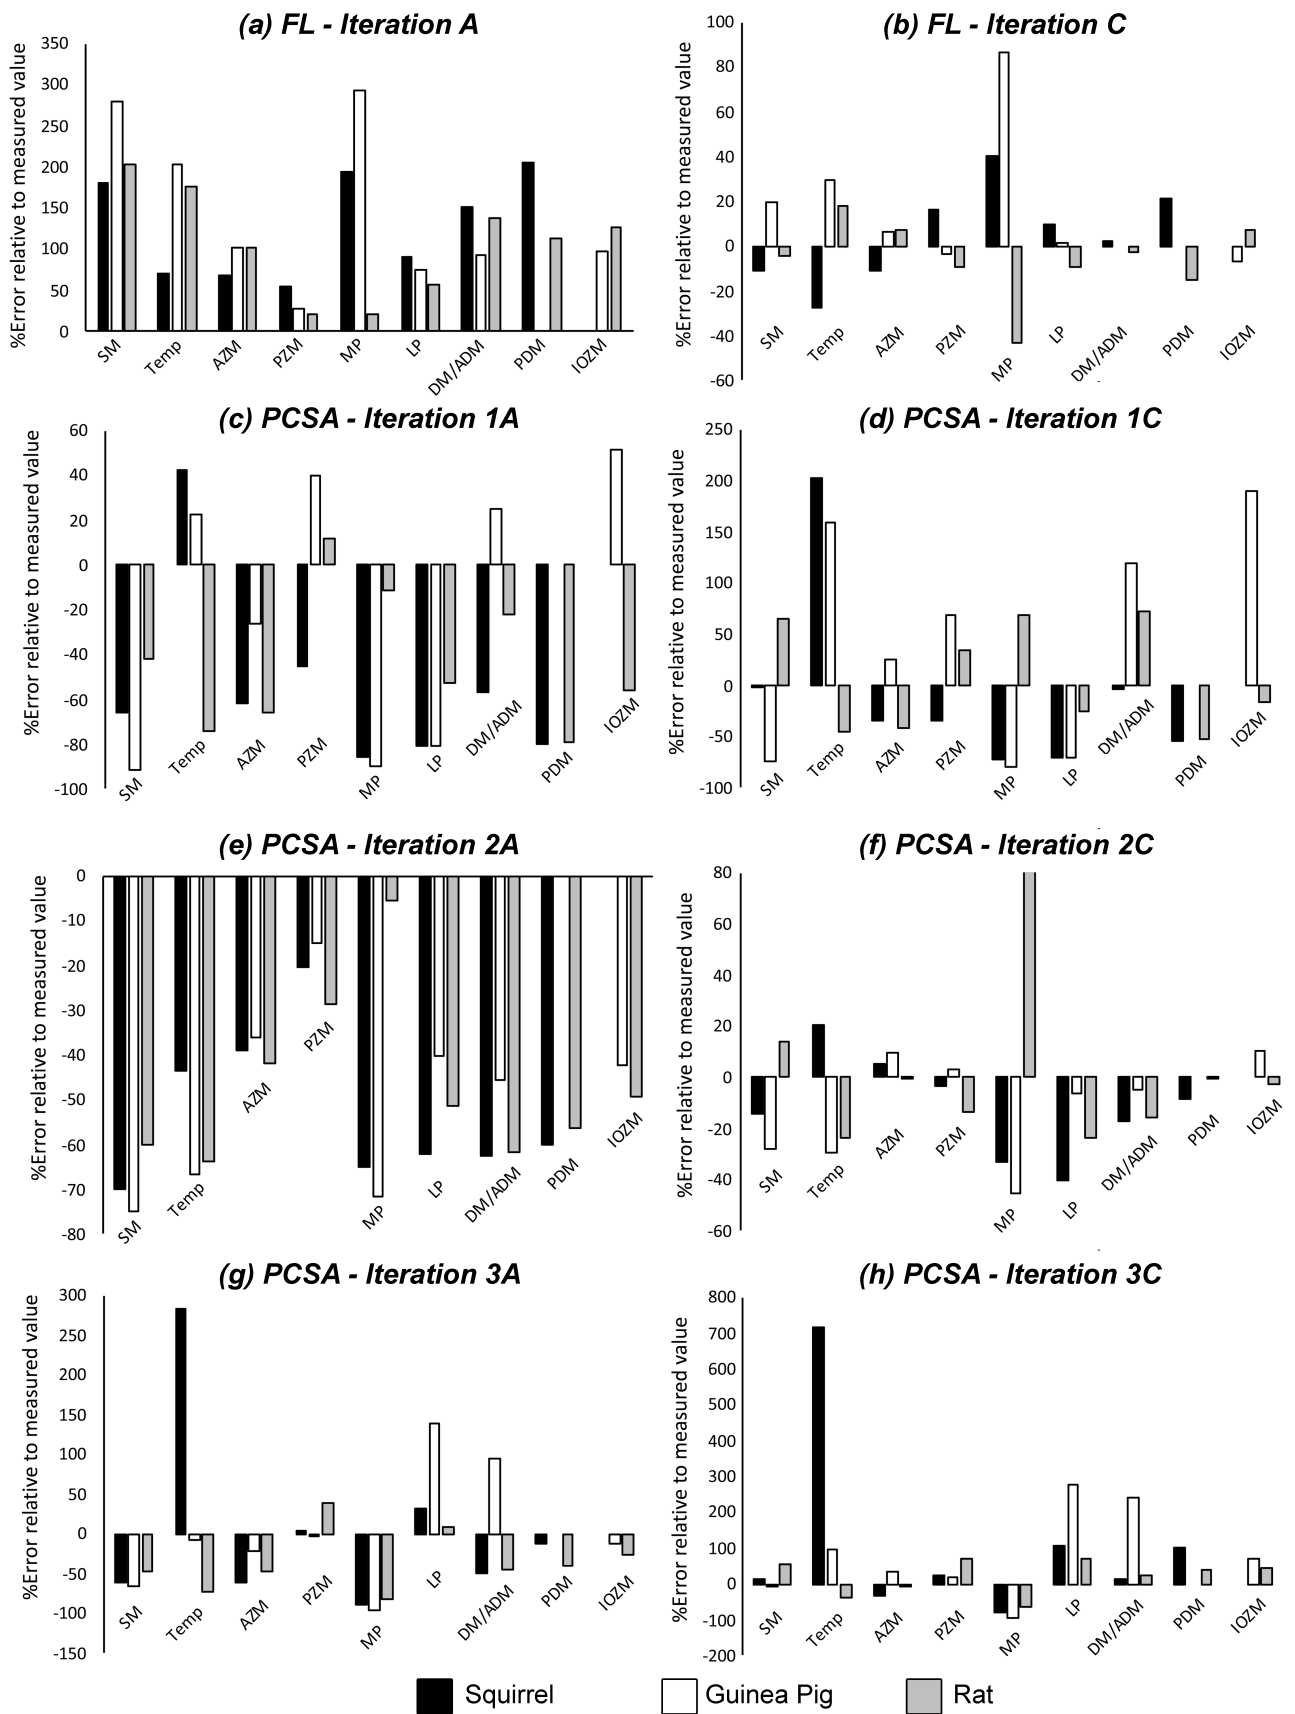 (a) FL - Iteration A
%Error relative to measured value
350
300
250
200
150
100
50
0
SM
Temp
AZM
PZM
MP
LP
DM/ADM
PDM
IOZM
(b) FL - Iteration C
%Error relative to measured value
100
80
60
40
20
0
-20
-40
-60
SM
Temp
AZM
PZM
MP
LP
DM/ADM
PDM
IOZM
(c) PCSA - Iteration 1A
%Error relative to measured value
60
40
20
0
-20
-40
-60
-80
-100
SM
Temp
AZM
PZM
MP
LP
DM/ADM
PDM
IOZM
(d) PCSA - Iteration 1C
%Error relative to measured value
250
200
150
100
50
0
-50
-100
SM
Temp
AZM
PZM
MP
LP
DM/ADM
PDM
IOZM
(e) PCSA - Iteration 2A
%Error relative to measured value
0
-10
-20
-30
-40
-50
-60
-70
-80
SM
Temp
AZM
PZM
MP
LP
DM/ADM
PDM
IOZM
(f) PCSA - Iteration 2C
%Error relative to measured value
80
60
40
20
0
-20
-40
-60
SM
Temp
AZM
PZM
MP
LP
DM/ADM
PDM
IOZM
(g) PCSA - Iteration 3A
%Error relative to measured value
300
250
200
150
100
50
0
-50
-100
-150
SM
Temp
AZM
PZM
MP
LP
DM/ADM
PDM
IOZM
(h) PCSA - Iteration 3C
%Error relative to measured value
800
700
600
500
400
300
200
100
0
-100
-200
SM
Temp
AZM
PZM
MP
LP
DM/ADM
PDM
IOZM
Squirrel
Guinea Pig
Rat